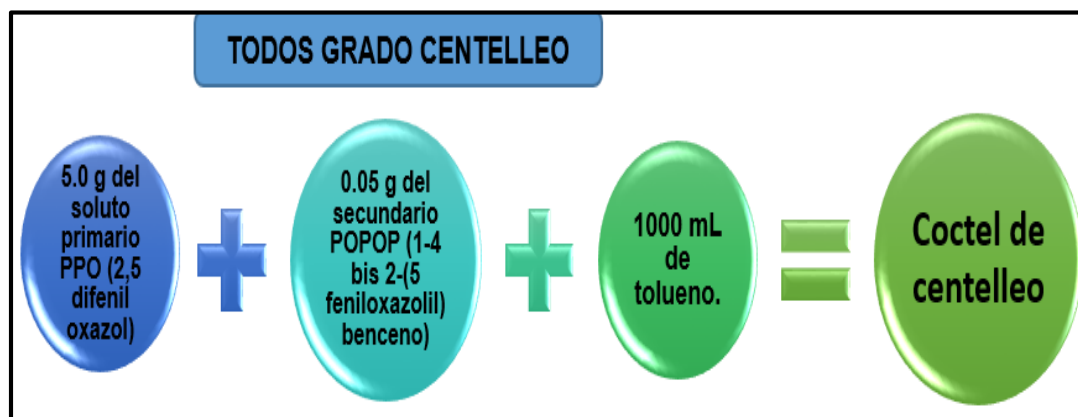 TODOS GRADO CENTELLEO
5.0 g del
soluto
primario
PPO (2,5
difenil
oxazol)
0.05 g del
secundario
POPOP (1-4
bis 2-(5
feniloxazolil)
benceno)
1000 mL
de
tolueno.
Coctel de
centelleo